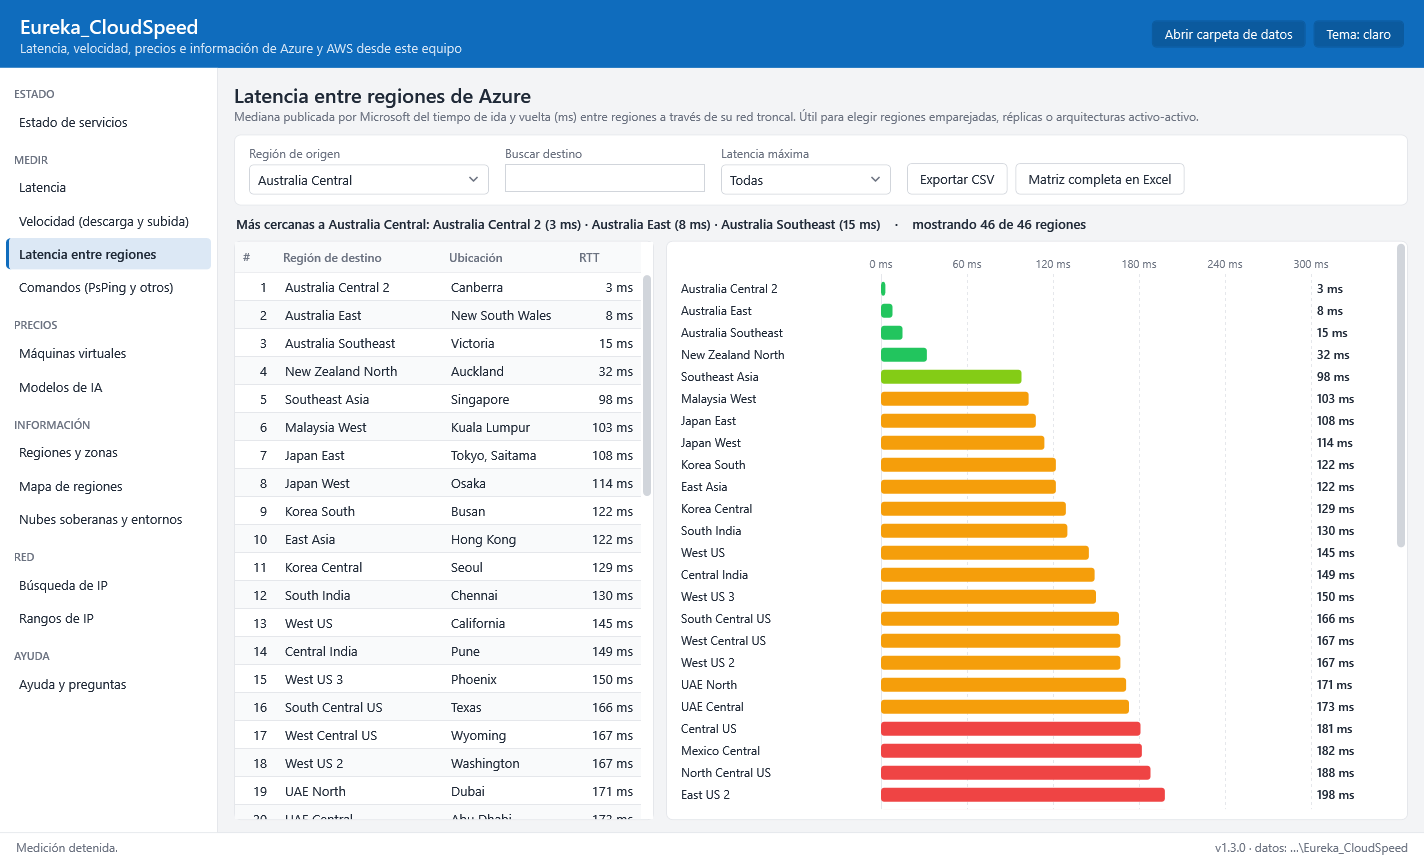 Eureka_CloudSpeed
Latencia, velocidad, precios e información de Azure y AWS desde este equipo
Abrir carpeta de datos
Tema: claro
ESTADO
Estado de servicios
MEDIR
Latencia
Velocidad (descarga y subida)
Latencia entre regiones
Comandos (PsPing y otros)
PRECIOS
Máquinas virtuales
Modelos de IA
INFORMACIÓN
Regiones y zonas
Mapa de regiones
Nubes soberanas y entornos
RED
Búsqueda de IP
Rangos de IP
AYUDA
Ayuda y preguntas
Latencia entre regiones de Azure
Mediana publicada por Microsoft del tiempo de ida y vuelta (ms) entre regiones a través de su red troncal. Útil para elegir regiones emparejadas, réplicas o arquitecturas activo-activo.
Región de origen
Australia Central
Buscar destino
Latencia máxima
Todas
Exportar CSV
Matriz completa en Excel
Más cercanas a Australia Central: Australia Central 2 (3 ms) · Australia East (8 ms) · Australia Southeast (15 ms) · mostrando 46 de 46 regiones
# Región de destino Ubicación RTT
1 Australia Central 2 Canberra 3 ms
2 Australia East New South Wales 8 ms
3 Australia Southeast Victoria 15 ms
4 New Zealand North Auckland 32 ms
5 Southeast Asia Singapore 98 ms
6 Malaysia West Kuala Lumpur 103 ms
7 Japan East Tokyo, Saitama 108 ms
8 Japan West Osaka 114 ms
9 Korea South Busan 122 ms
10 East Asia Hong Kong 122 ms
11 Korea Central Seoul 129 ms
12 South India Chennai 130 ms
13 West US California 145 ms
14 Central India Pune 149 ms
15 West US 3 Phoenix 150 ms
16 South Central US Texas 166 ms
17 West Central US Wyoming 167 ms
18 West US 2 Washington 167 ms
19 UAE North Dubai 171 ms
20 UAE Central Abu Dhabi 173 ms
0 ms 60 ms 120 ms 180 ms 240 ms 300 ms
Australia Central 2 3 ms
Australia East 8 ms
Australia Southeast 15 ms
New Zealand North 32 ms
Southeast Asia 98 ms
Malaysia West 103 ms
Japan East 108 ms
Japan West 114 ms
Korea South 122 ms
East Asia 122 ms
Korea Central 129 ms
South India 130 ms
West US 145 ms
Central India 149 ms
West US 3 150 ms
South Central US 166 ms
West Central US 167 ms
West US 2 167 ms
UAE North 171 ms
UAE Central 173 ms
Central US 181 ms
Mexico Central 182 ms
North Central US 188 ms
East US 2 198 ms
Medición detenida.
v1.3.0 · datos: ...\Eureka_CloudSpeed